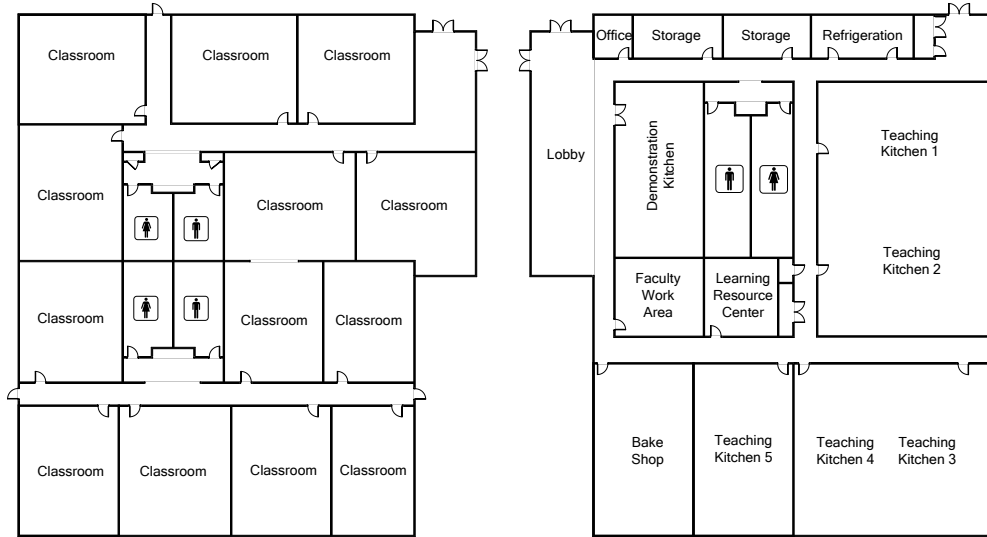 Classroom
Classroom
Classroom
Classroom
Classroom
Classroom
Classroom
Classroom
Classroom
Classroom
Classroom
Classroom
Classroom
Office
Storage
Storage
Refrigeration
Lobby
Demonstration
Kitchen
Teaching
Kitchen 1
Teaching
Kitchen 2
Faculty
Work
Area
Learning
Resource
Center
Bake
Shop
Teaching
Kitchen 5
Teaching
Kitchen 4
Teaching
Kitchen 3